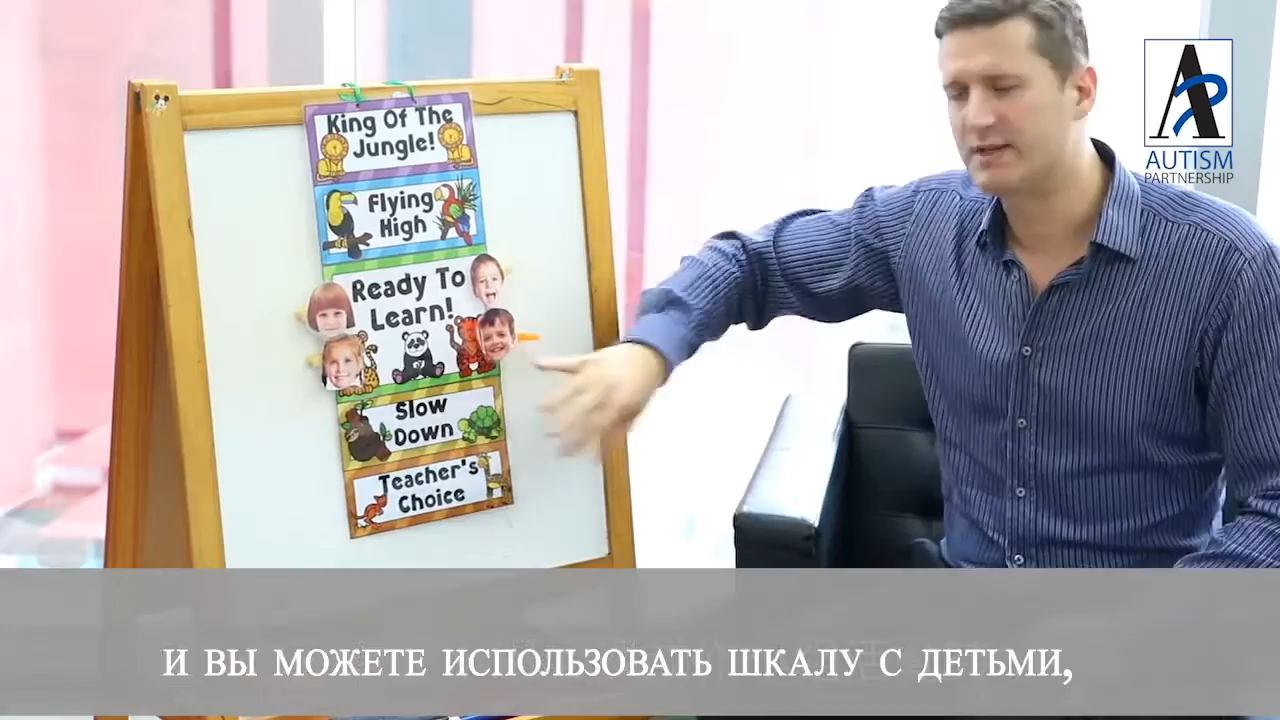 King Of The
Jungle!
Flying
High
Ready To
Learn!
Slow
Down
Teacher's
Choice
AP
AUTISM
PARTNERSHIP
И ВЫ МОЖЕТЕ ИСПОЛЬЗОВАТЬ ШКАЛУ С ДЕТЬМИ,